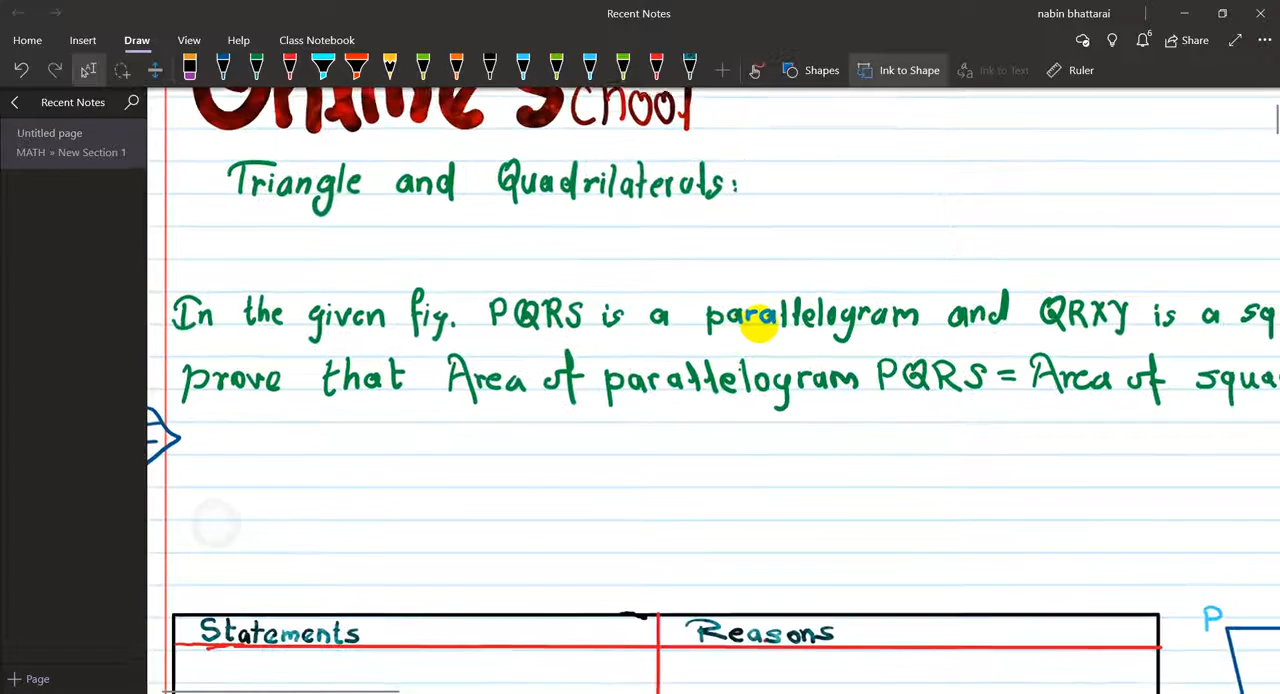 Recent Notes
nabin bhattarai
Home Insert Draw View Help Class Notebook
6
Share
Shapes
Ink to Shape
Ink to Text
Ruler
Recent Notes
Untitled page
MATH » New Section 1
Online School
Triangle and Quadrilaterals:
In the given fig. PQRS is a parallelogram and QRXY is a sq
prove that Area of parallelogram PQRS = Area of squa
Statements Reasons
P
+ Page